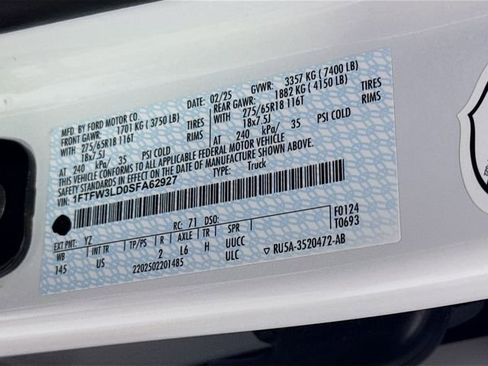 MFD. BY FORD MOTOR CO.
02/25 GVWR: 3357 KG ( 7400 LB)
FRONT GAWR: 1701 KG ( 3750 LB)
REAR GAWR: 1882 KG ( 4150 LB)
275/65R18 116T TIRES
275/65R18 116T TIRES
18x7.5J RIMS
18x7.5J RIMS
AT 240 kPa/ 35 PSI COLD
AT 240 kPa/ 35 PSI COLD
THIS VEHICLE CONFORMS TO ALL APPLICABLE FEDERAL MOTOR VEHICLE
SAFETY STANDARDS IN EFFECT ON THE DATE OF MANUFACTURE SHOWN ABOVE.
VIN: 1FTFW3LD0SFA62927
TYPE: Truck
EXT PNT: YZ RC: 71 DSO: F0124
WB INT TR TP/PS R AXLE TR SPR T0693
145 US 2 L6 H UUCC
2202502201485 ULC
RU5A-3520472-AB